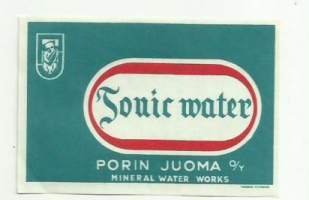 Tonic water
PORIN JUOMA O/Y
MINERAL WATER WORKS